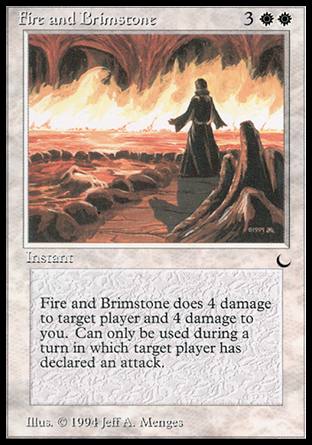 Fire and Brimstone 3
Instant
Fire and Brimstone does 4 damage
to target player and 4 damage to
you. Can only be used during a
turn in which target player has
declared an attack.
Illus. © 1994 Jeff A. Menges